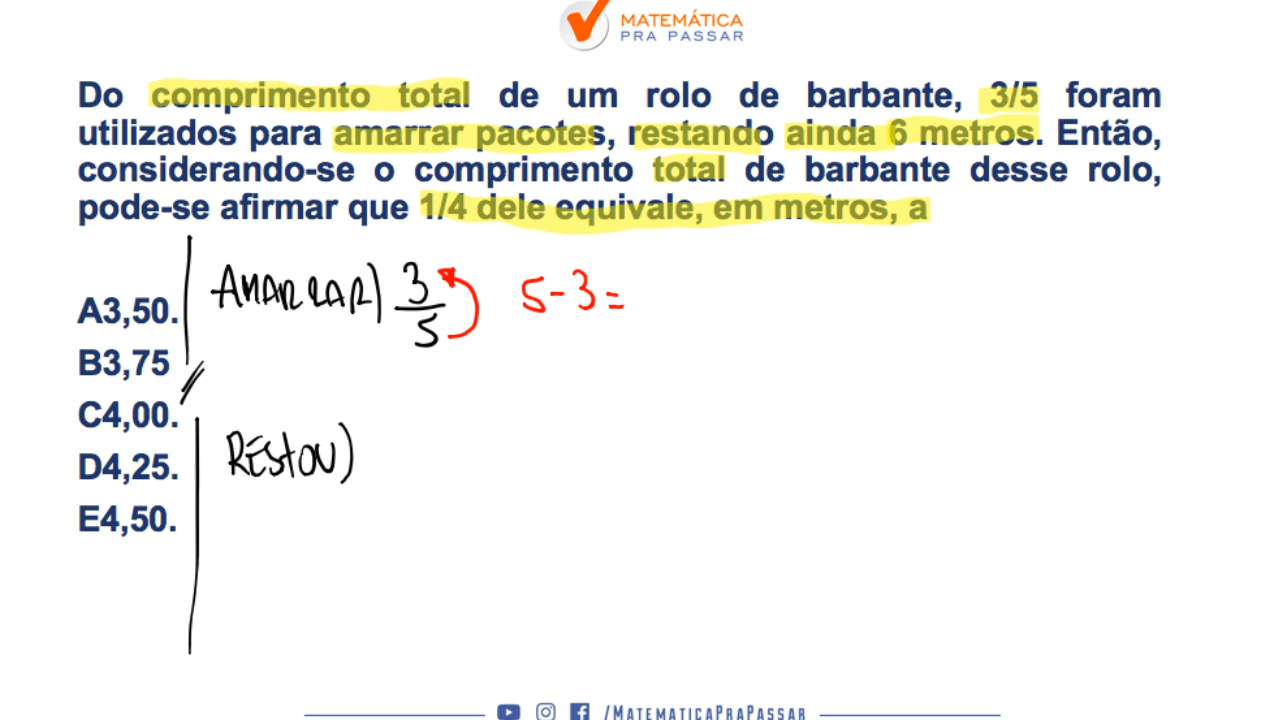 MATEMÁTICA
PRA PASSAR
Do comprimento total de um rolo de barbante, 3/5 foram
utilizados para amarrar pacotes, restando ainda 6 metros. Então,
considerando-se o comprimento total de barbante desse rolo,
pode-se afirmar que 1/4 dele equivale, em metros, a
A3,50.
B3,75
C4,00.
D4,25.
E4,50.
AMARRAR) 3/5 5-3=
RESTOU)
/MATEMATICAPRAPASSAR